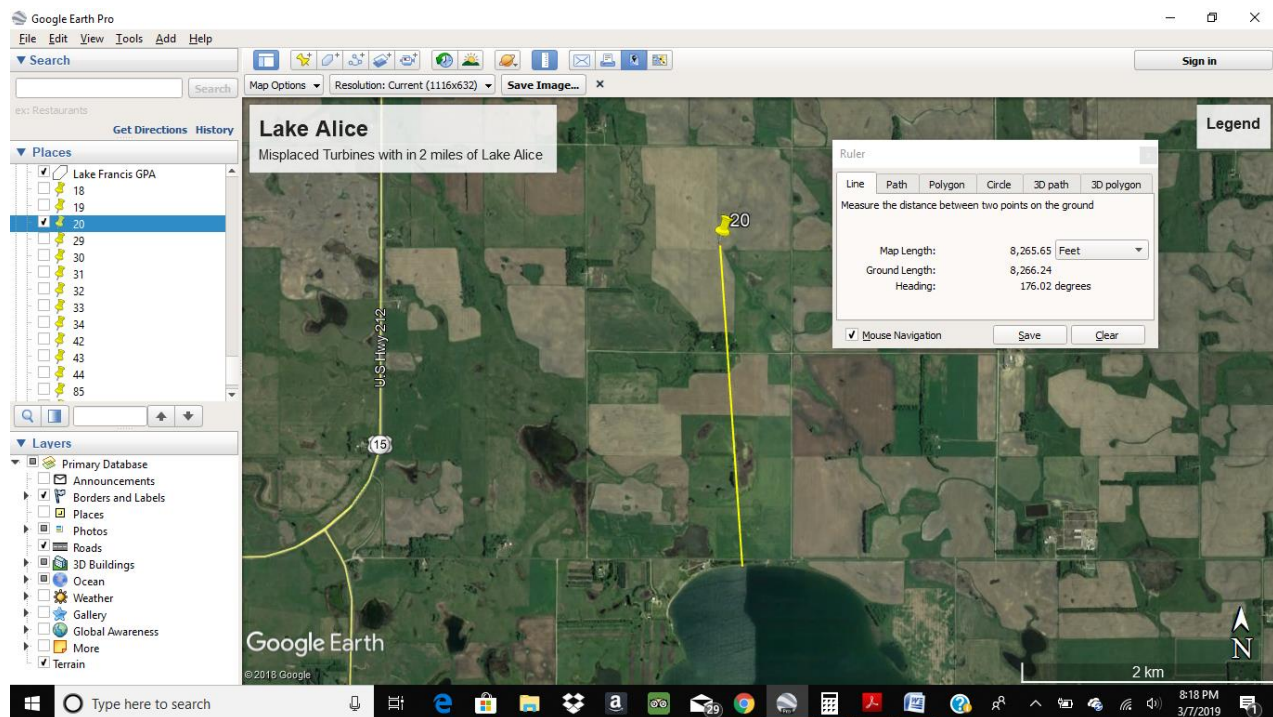 Google Earth Pro
File Edit View Tools Add Help
Search
Search
ex: Restaurants
Get Directions History
Places
Lake Francis GPA
18
19
20
29
30
31
32
33
34
42
43
44
85
Layers
Primary Database
Announcements
Borders and Labels
Places
Photos
Roads
3D Buildings
Ocean
Weather
Gallery
Global Awareness
More
Terrain
Sign in
Map Options Resolution: Current (1116x632) Save Image...
Lake Alice
Misplaced Turbines with in 2 miles of Lake Alice
Legend
20
U.S Hwy 212
15
Ruler
Line Path Polygon Circle 3D path 3D polygon
Measure the distance between two points on the ground
Map Length: 8,265.65 Feet
Ground Length: 8,266.24
Heading: 176.02 degrees
Mouse Navigation Save Clear
Google Earth
©2018 Google
N
2 km
Type here to search
a
29
8:18 PM
3/7/2019
1